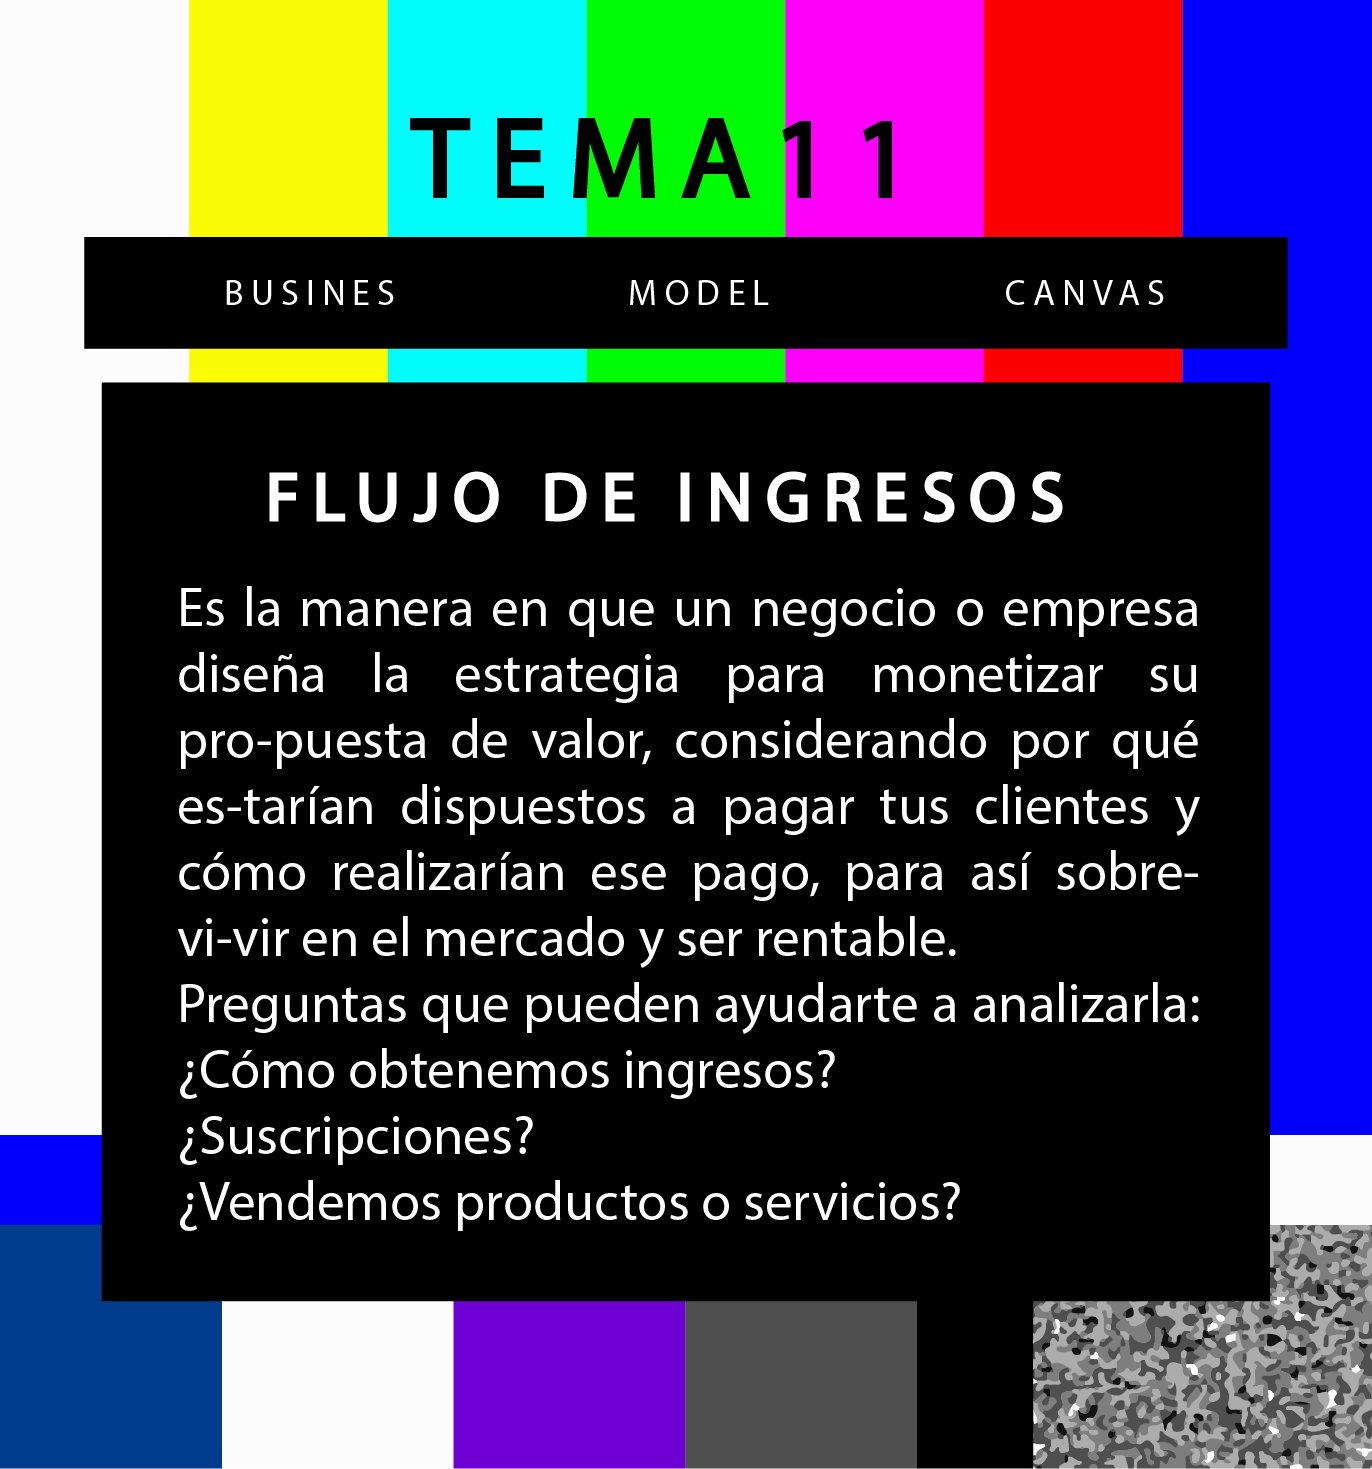 TEMA11
BUSINES MODEL CANVAS
FLUJO DE INGRESOS
Es la manera en que un negocio o empresa
diseña la estrategia para monetizar su
pro-puesta de valor, considerando por qué
es-tarían dispuestos a pagar tus clientes y
cómo realizarían ese pago, para así sobre-
vi-vir en el mercado y ser rentable.
Preguntas que pueden ayudarte a analizarla:
¿Cómo obtenemos ingresos?
¿Suscripciones?
¿Vendemos productos o servicios?